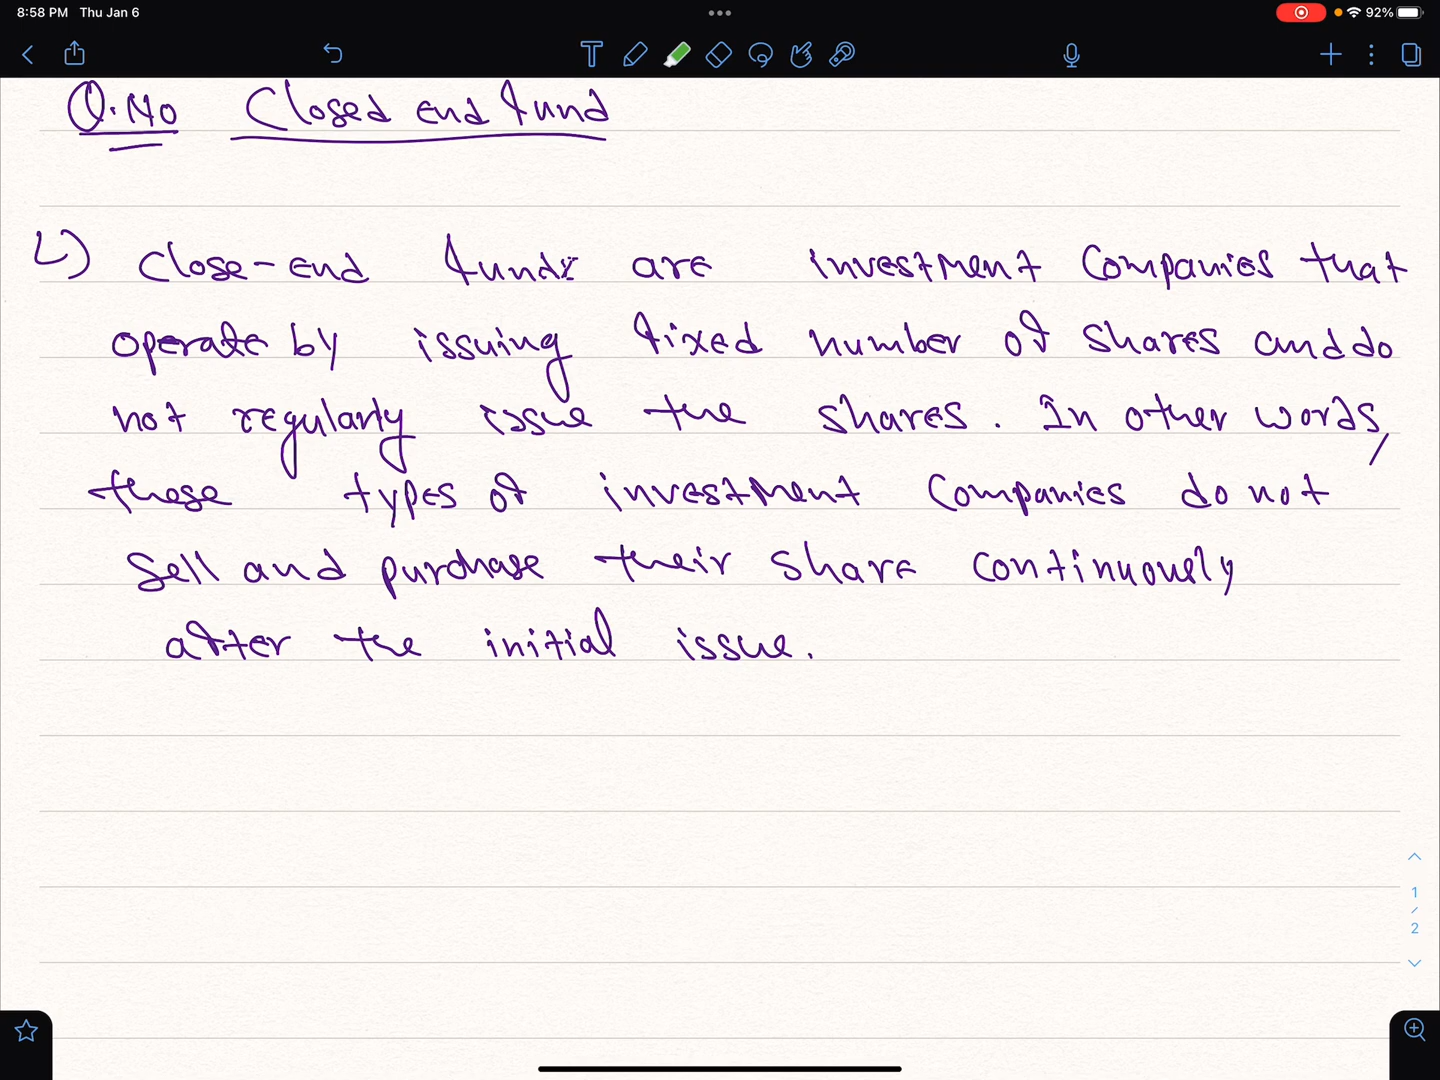 8:58 PM Thu Jan 6
92%
Q.No Closed end fund
L) Close-end funds are investment Companies that
operate by issuing fixed number of shares and do
not regularly issue the shares. In other words,
these types of investment Companies do not
Sell and purchase their share continuously
after the initial issue.
1
/
2